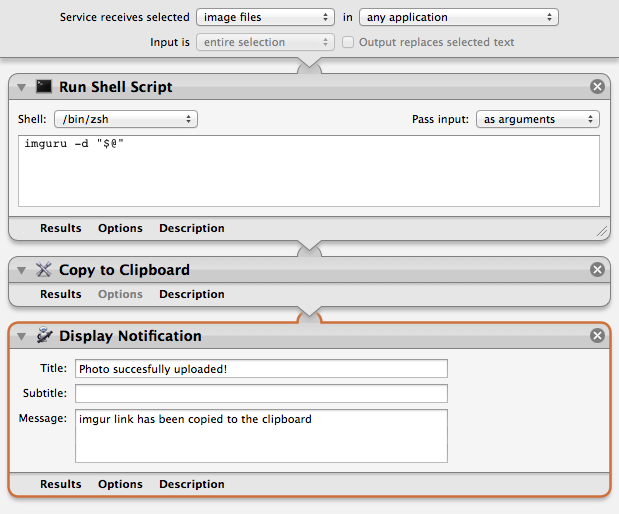 Service receives selected image files in any application
Input is entire selection Output replaces selected text
Run Shell Script
Shell: /bin/zsh Pass input: as arguments
imguru -d "$@"
Results Options Description
Copy to Clipboard
Results Options Description
Display Notification
Title: Photo succesfully uploaded!
Subtitle:
Message: imgur link has been copied to the clipboard
Results Options Description